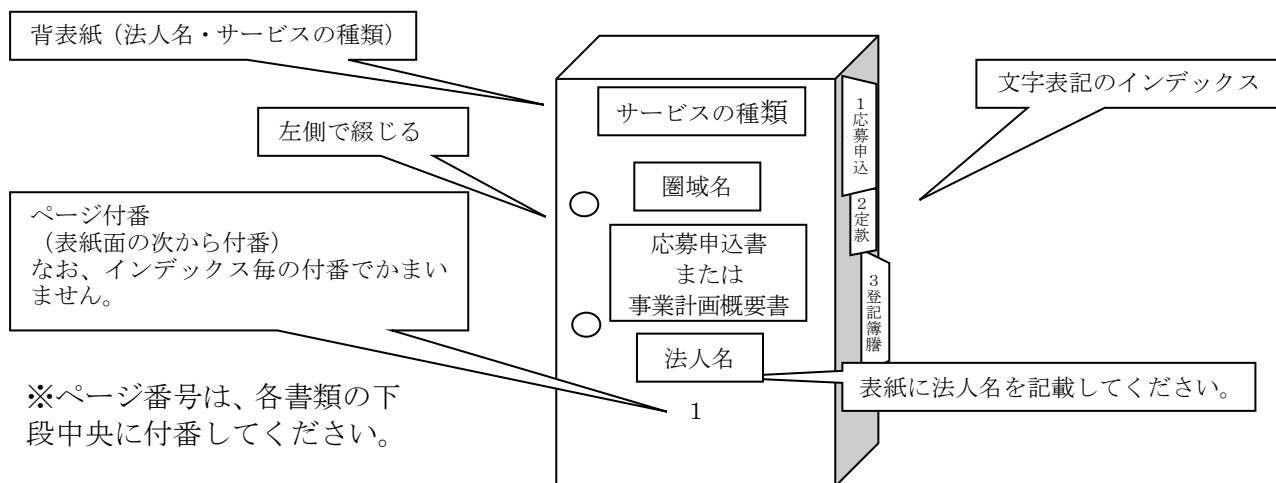 背表紙（法人名・サービスの種類）
文字表記のインデックス
左側で綴じる
ページ付番
（表紙面の次から付番）
なお、インデックス毎の付番でかまい
ません。
サービスの種類
圏域名
応募申込書
または
事業計画概要書
法人名
1
1応募申込
2定款
3登記簿謄
表紙に法人名を記載してください。
※ページ番号は、各書類の下
段中央に付番してください。